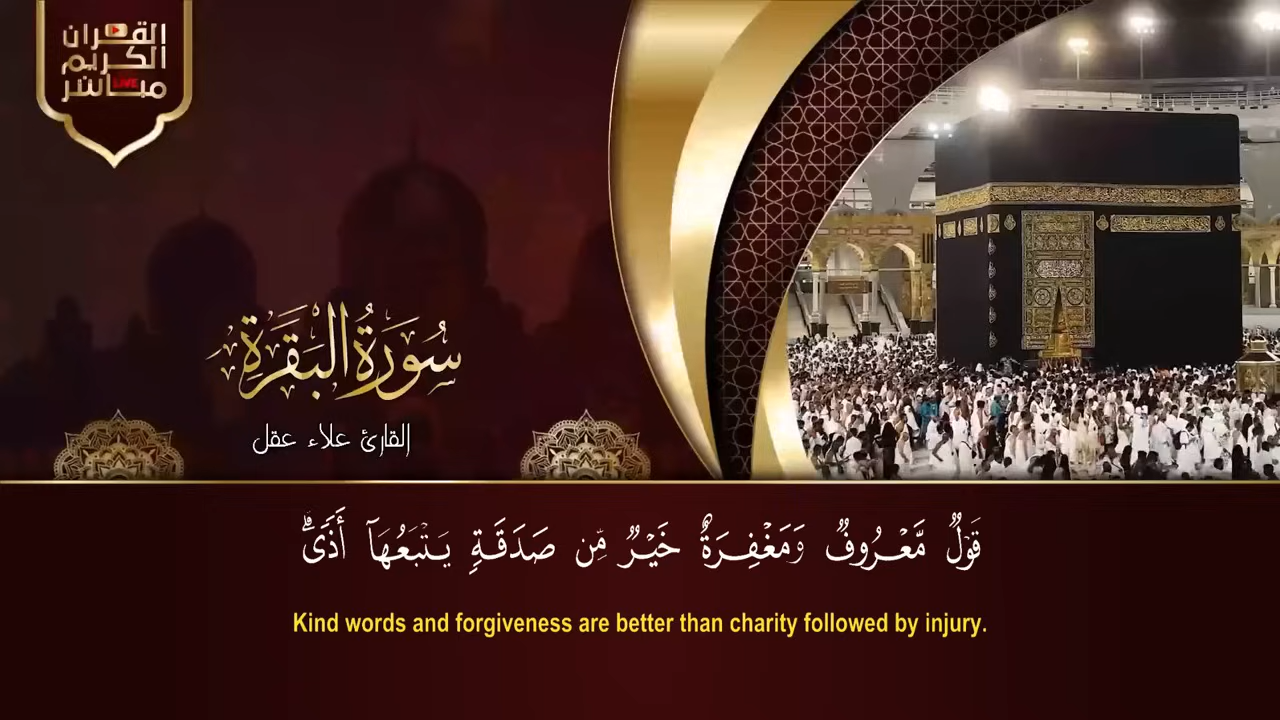 القرآن
الكريم
مباشر
LIVE
سُورَةُ البَقَرَةِ
القارئ علاء عقل
قَوۡلٞ مَّعۡرُوفٞ وَمَغۡفِرَةٌ خَيۡرٞ مِّن صَدَقَةٖ يَتۡبَعُهَآ أَذٗىۗ
Kind words and forgiveness are better than charity followed by injury.